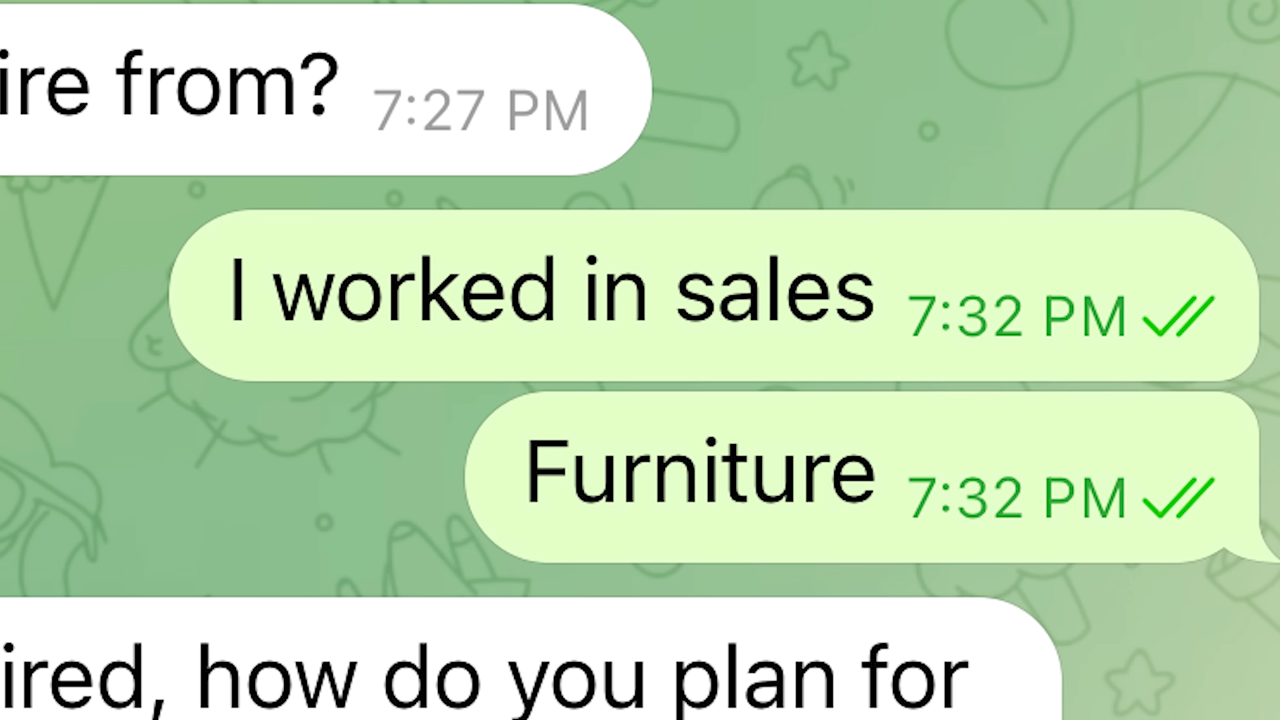 ire from? 7:27 PM
I worked in sales 7:32 PM
Furniture 7:32 PM
ired, how do you plan for